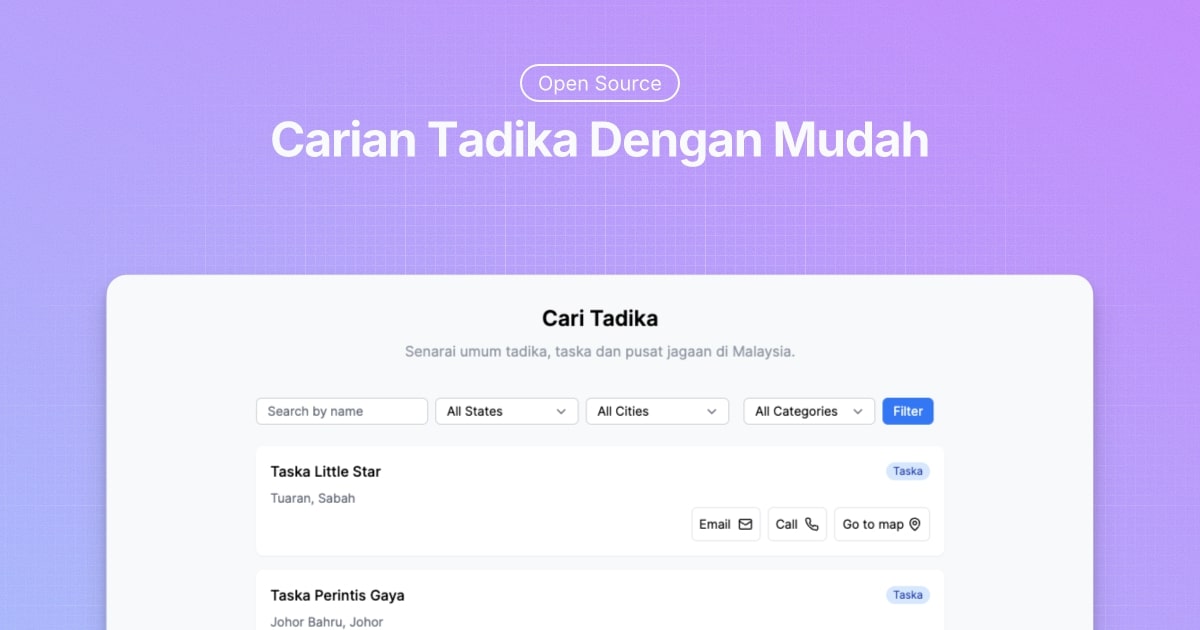 Open Source
Carian Tadika Dengan Mudah
Cari Tadika
Senarai umum tadika, taska dan pusat jagaan di Malaysia.
Search by name All States All Cities All Categories Filter
Taska Little Star Taska
Tuaran, Sabah
Email Call Go to map
Taska Perintis Gaya Taska
Johor Bahru, Johor